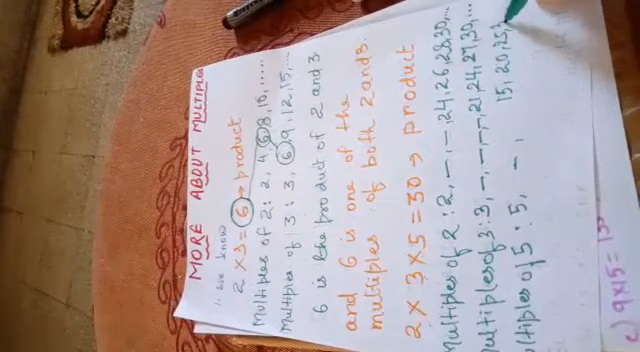 MORE ABOUT MULTIPLES
1. we know
2 × 3 = 6 → product
Multiples of 2 : 2, 4, 6, 8, 10, .....
Multiples of 3 : 3, 6, 9, 12, 15, ...
6 is the product of 2 and 3
and 6 is one of the
multiples of both 2 and 3.
2 × 3 × 5 = 30 → product
Multiples of 2 : 2, -, -, -, 24, 26, 28, 30, ...
ultiples of 3 : 3, -, -, -, -, 21, 24, 27, 30, ...
ltiples of 5 : 5, -, 15, 20, 25,
c) 9 × 15 =